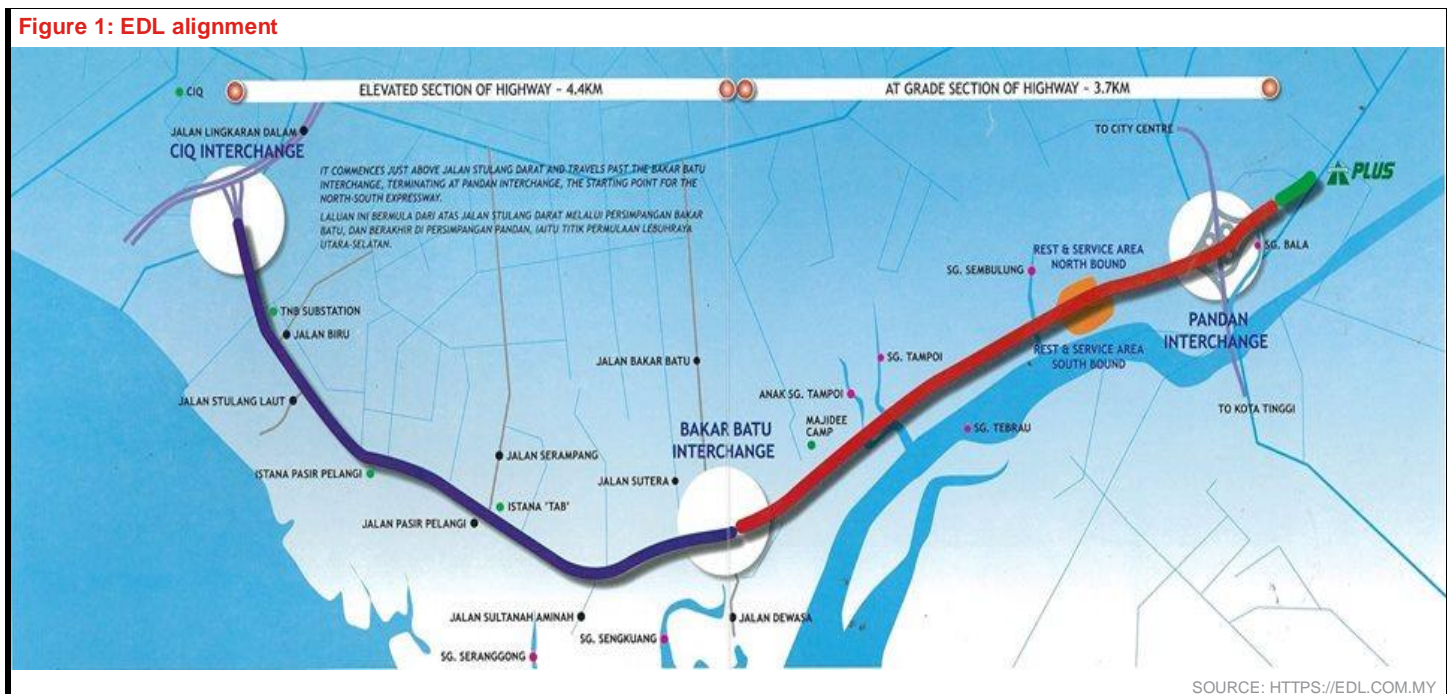 Figure 1: EDL alignment
ELEVATED SECTION OF HIGHWAY - 4.4KM
AT GRADE SECTION OF HIGHWAY - 3.7KM
CIQ
JALAN LINGKARAN DALAM
CIQ INTERCHANGE
TO CITY CENTRE
IT COMMENCES JUST ABOVE JALAN STULANG DARAT AND TRAVELS PAST THE BAKAR BATU
INTERCHANGE, TERMINATING AT PANDAN INTERCHANGE, THE STARTING POINT FOR THE
NORTH-SOUTH EXPRESSWAY.
LALUAN INI BERMULA DARI ATAS JALAN STULANG DARAT MELALUI PERSIMPANGAN BAKAR
BATU, DAN BERAKHIR DI PERSIMPANGAN PANDAN, IAITU TITIK PERMULAAN LEBUHRAYA
UTARA-SELATAN.
PLUS
SG. BALA
REST & SERVICE AREA
NORTH BOUND
SG. SEMBULUNG
TNB SUBSTATION
JALAN BIRU
PANDAN
INTERCHANGE
REST & SERVICE AREA
SOUTH BOUND
JALAN BAKAR BATU
SG. TAMPOI
ANAK SG. TAMPOI
JALAN STULANG LAUT
TO KOTA TINGGI
MAJIDEE
CAMP
SG. TEBRAU
BAKAR BATU
INTERCHANGE
JALAN SERAMPANG
ISTANA PASIR PELANGI
JALAN SUTERA
ISTANA 'TAB'
JALAN PASIR PELANGI
JALAN SULTANAH AMINAH
JALAN DEWASA
SG. SENGKUANG
SG. SERANGGONG
SOURCE: HTTPS://EDL.COM.MY